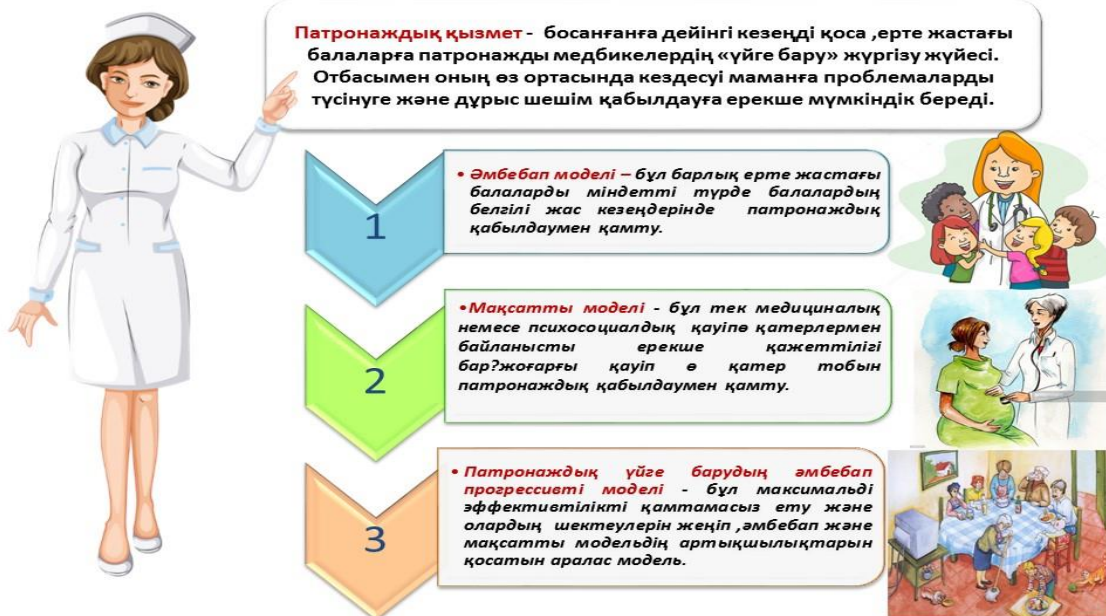 Патронаждық қызмет - босанғанға дейінгі кезеңді қоса ,ерте жастағы
балаларға патронажды медбикелердің «үйге бару» жүргізу жүйесі.
Отбасымен оның өз ортасында кездесуі маманға проблемаларды
түсінуге және дұрыс шешім қабылдауға ерекше мүмкіндік береді.
1
• Әмбебап моделі – бұл барлық ерте жастағы
балаларды міндетті түрде балалардың
белгілі жас кезеңдерінде патронаждық
қабылдаумен қамту.
2
•Мақсатты моделі - бұл тек медициналық
немесе психосоциалдық қауіпө қатерлермен
байланысты ерекше қажеттілігі
бар?жоғарғы қауіп ө қатер тобын
патронаждық қабылдаумен қамту.
3
• Патронаждық үйге барудың әмбебап
прогрессивті моделі - бұл максимальді
эффективтілікті қамтамасыз ету және
олардың шектеулерін жеңіп ,әмбебап және
мақсатты модельдің артықшылықтарын
қосатын аралас модель.